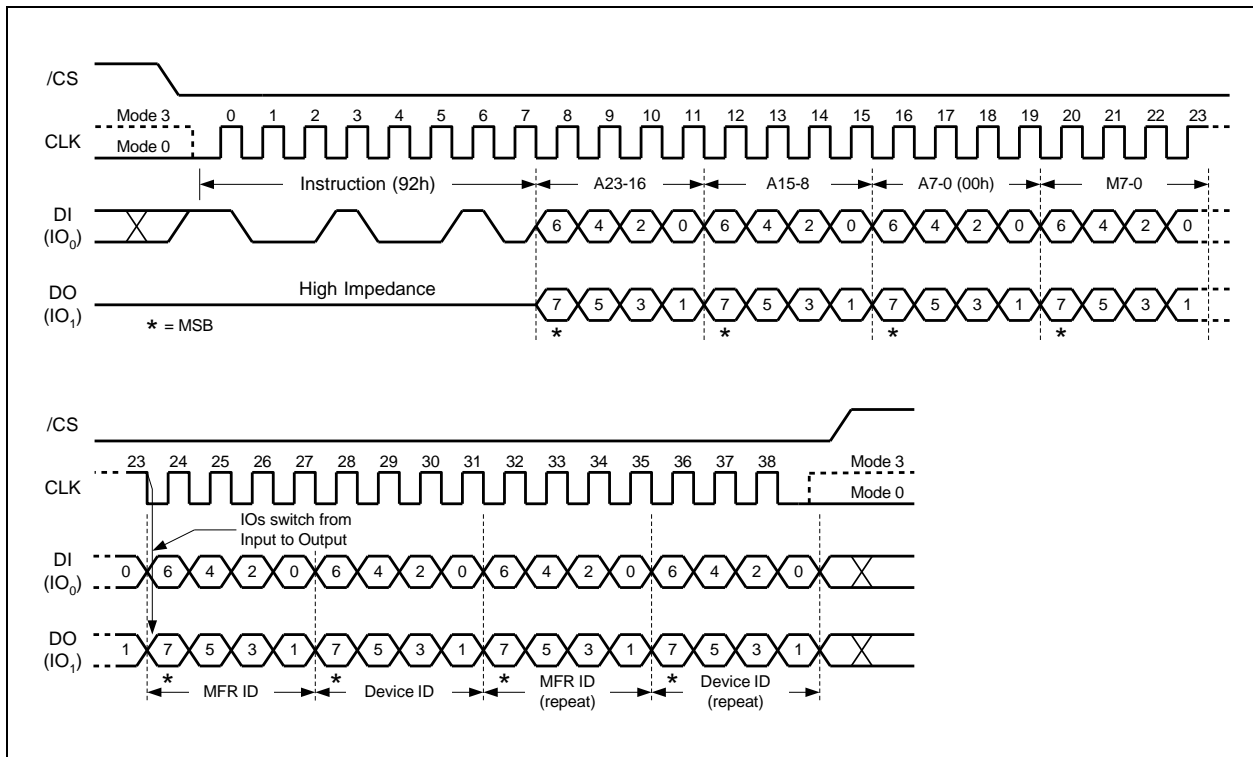 /CS
Mode 3 0 1 2 3 4 5 6 7 8 9 10 11 12 13 14 15 16 17 18 19 20 21 22 23
CLK
Mode 0
Instruction (92h) A23-16 A15-8 A7-0 (00h) M7-0
DI
(IO0) 6 4 2 0 6 4 2 0 6 4 2 0 6 4 2 0
High Impedance
DO
(IO1) 7 5 3 1 7 5 3 1 7 5 3 1 7 5 3 1
* = MSB * * * *
/CS
23 24 25 26 27 28 29 30 31 32 33 34 35 36 37 38 Mode 3
CLK
Mode 0
IOs switch from
Input to Output
DI
(IO0) 0 6 4 2 0 6 4 2 0 6 4 2 0 6 4 2 0
DO
(IO1) 1 7 5 3 1 7 5 3 1 7 5 3 1 7 5 3 1
* * * *
MFR ID Device ID MFR ID
(repeat) Device ID
(repeat)